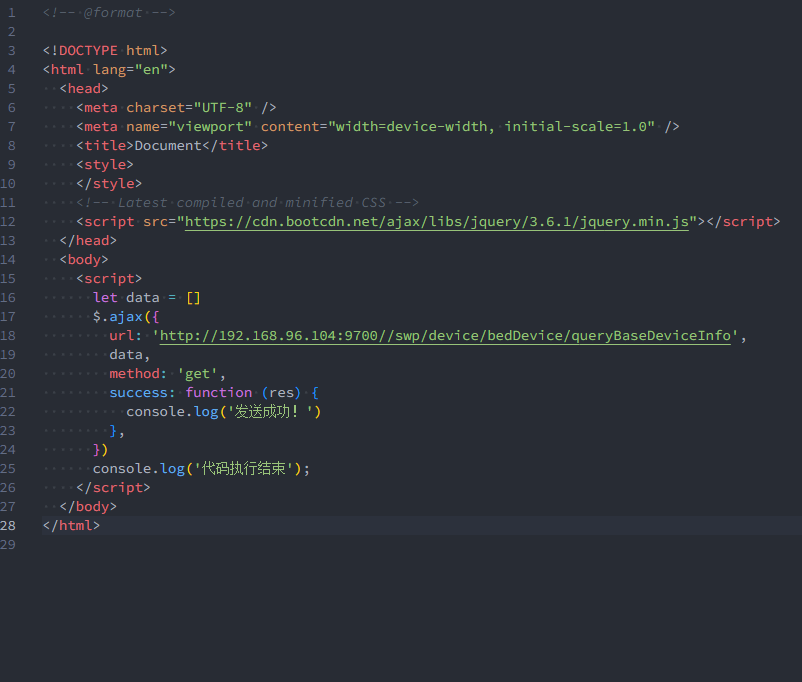 1 <!-- @format -->
2
3 <!DOCTYPE html>
4 <html lang="en">
5   <head>
6     <meta charset="UTF-8" />
7     <meta name="viewport" content="width=device-width, initial-scale=1.0" />
8     <title>Document</title>
9     <style>
10     </style>
11     <!-- Latest compiled and minified CSS -->
12     <script src="https://cdn.bootcdn.net/ajax/libs/jquery/3.6.1/jquery.min.js"></script>
13   </head>
14   <body>
15     <script>
16       let data = []
17       $.ajax({
18         url: 'http://192.168.96.104:9700//swp/device/bedDevice/queryBaseDeviceInfo',
19         data,
20         method: 'get',
21         success: function (res) {
22           console.log('发送成功! ')
23         },
24       })
25       console.log('代码执行结束');
26     </script>
27   </body>
28 </html>
29